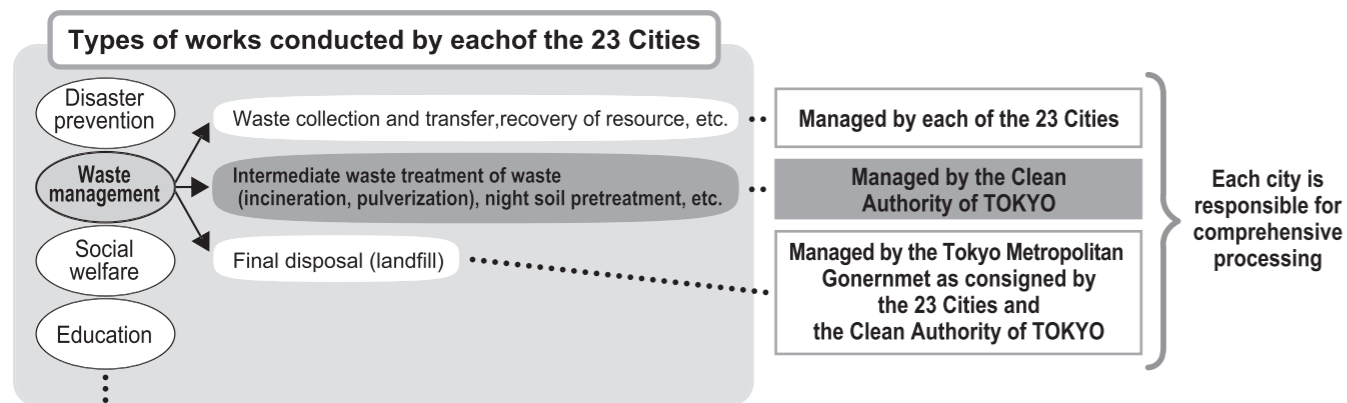 Types of works conducted by eachof the 23 Cities
Disaster
prevention
Waste
management
Social
welfare
Education
Waste collection and transfer,recovery of resource, etc.
Intermediate waste treatment of waste
(incineration, pulverization), night soil pretreatment, etc.
Final disposal (landfill)
Managed by each of the 23 Cities
Managed by the Clean
Authority of TOKYO
Managed by the Tokyo Metropolitan
Gonernmet as consigned by
the 23 Cities and
the Clean Authority of TOKYO
Each city is
responsible for
comprehensive
processing